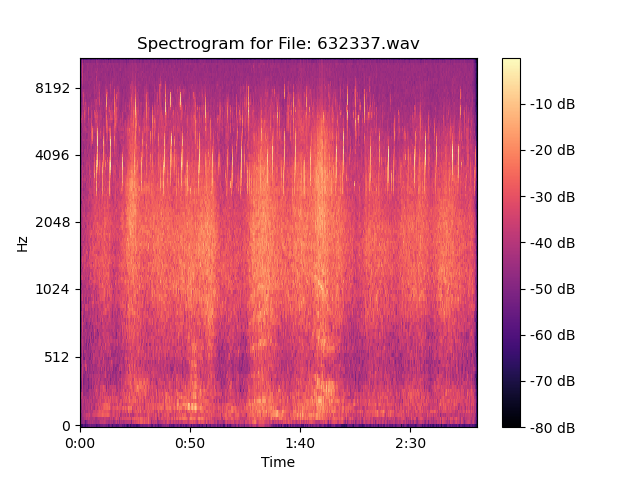 Spectrogram for File: 632337.wav
8192
4096
2048
1024
512
0
Hz
0:00
0:50
1:40
2:30
Time
-10 dB
-20 dB
-30 dB
-40 dB
-50 dB
-60 dB
-70 dB
-80 dB